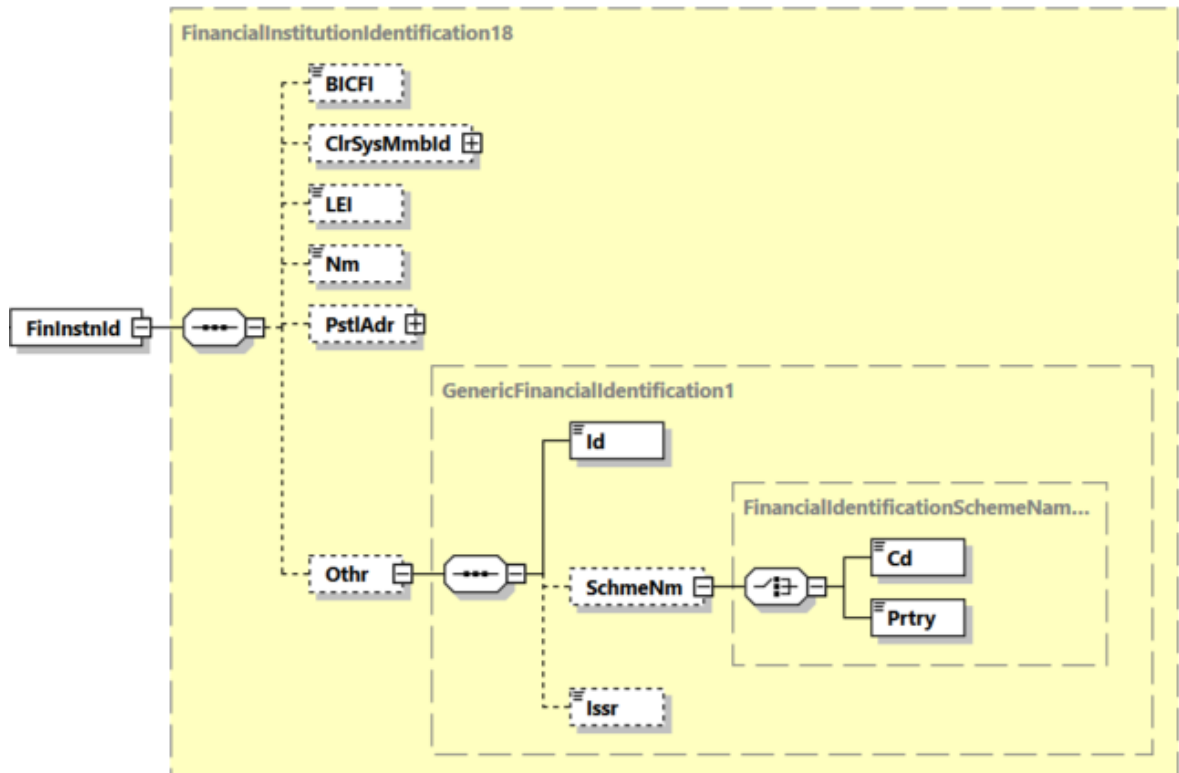 FinancialInstitutionIdentification18
BICFI
ClrSysMmbId
LEI
Nm
FinInstnId
PstlAdr
GenericFinancialIdentification1
Id
FinancialIdentificationSchemeNam...
Cd
Othr
SchmeNm
Prtry
Issr